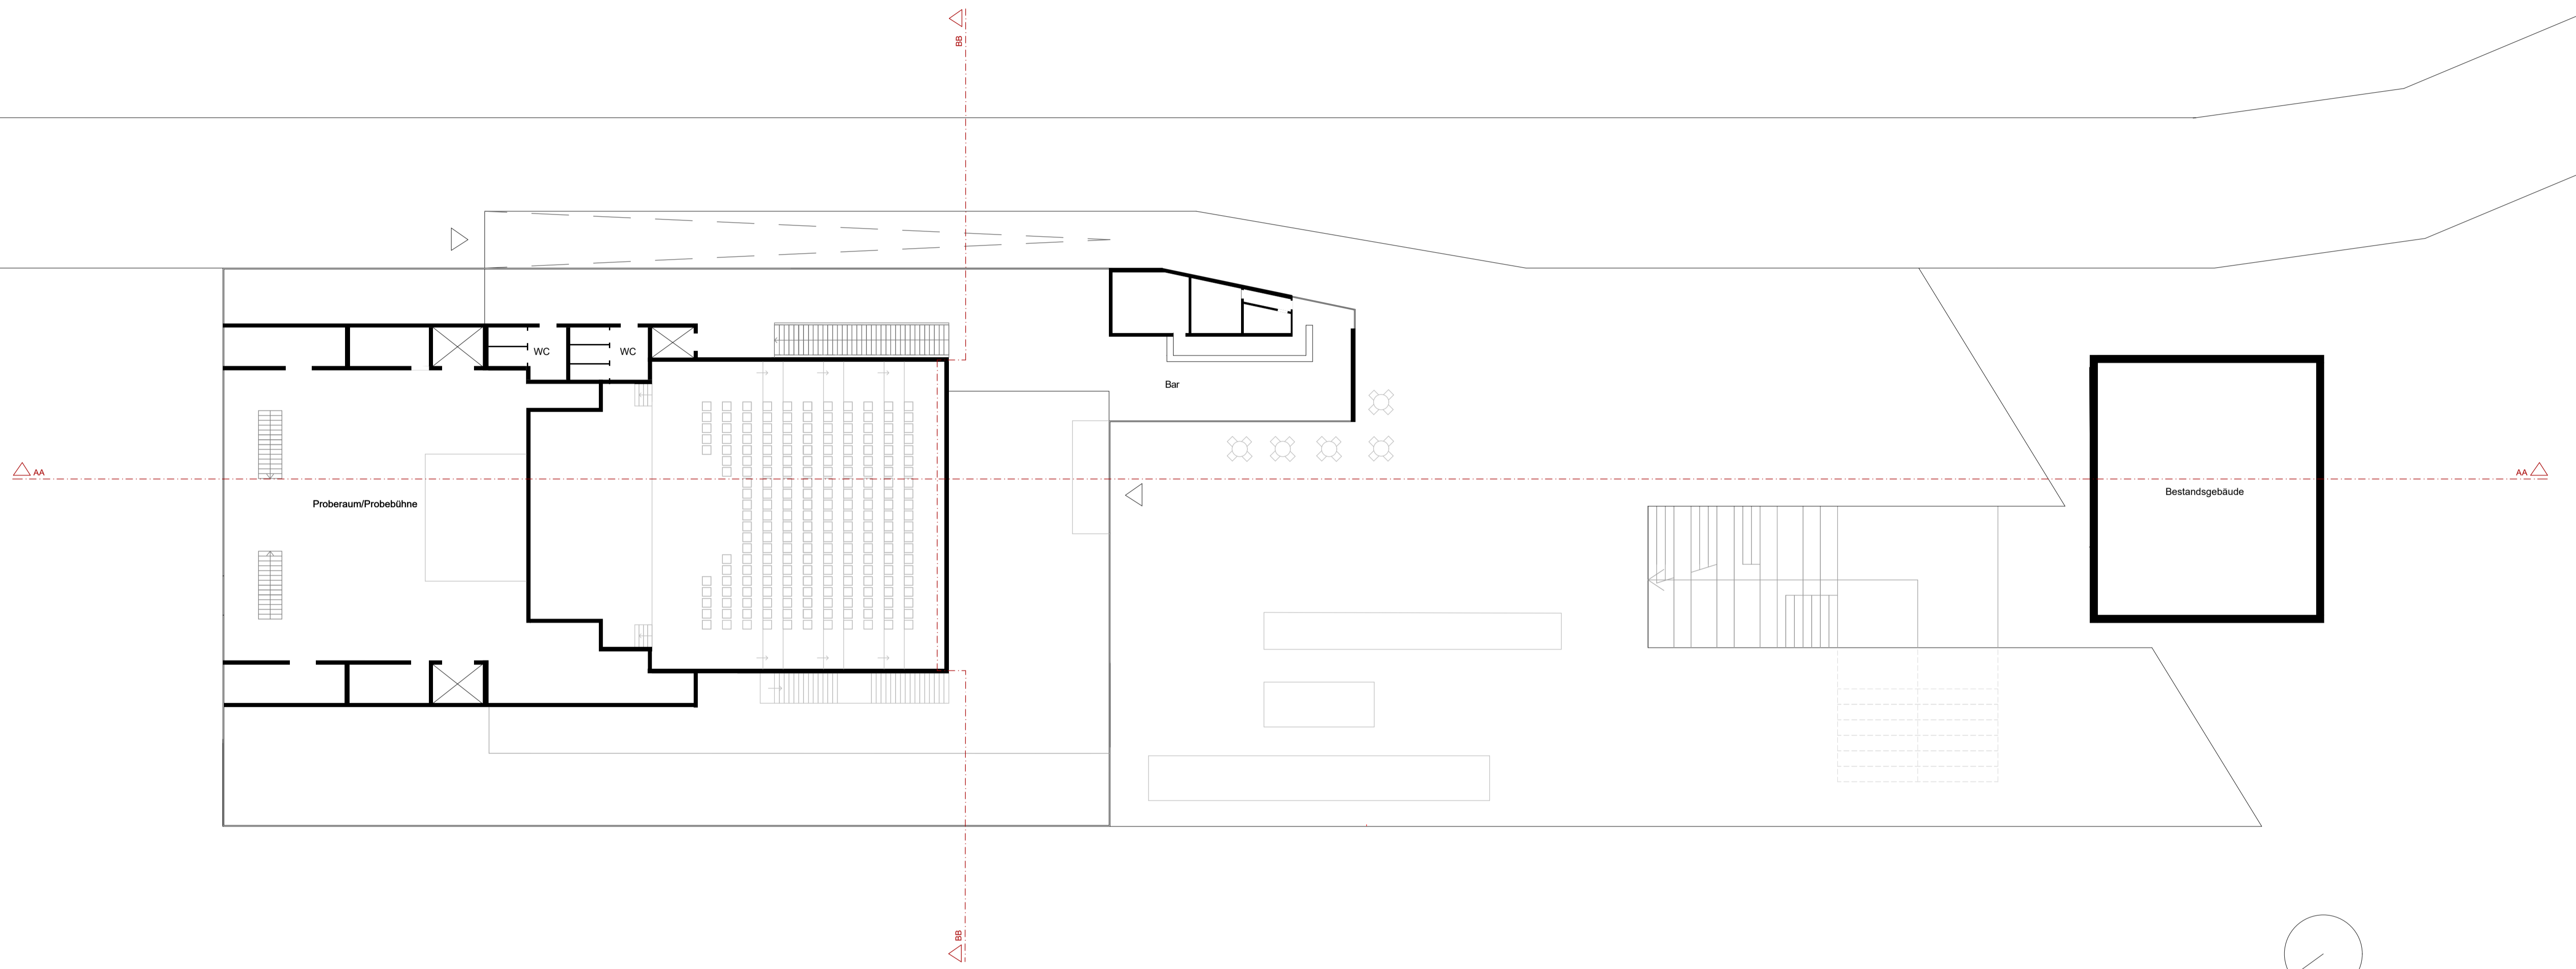 BB
WC
WC
Bar
AA
AA
Bestandsgebäude
Proberaum/Probebühne
BB